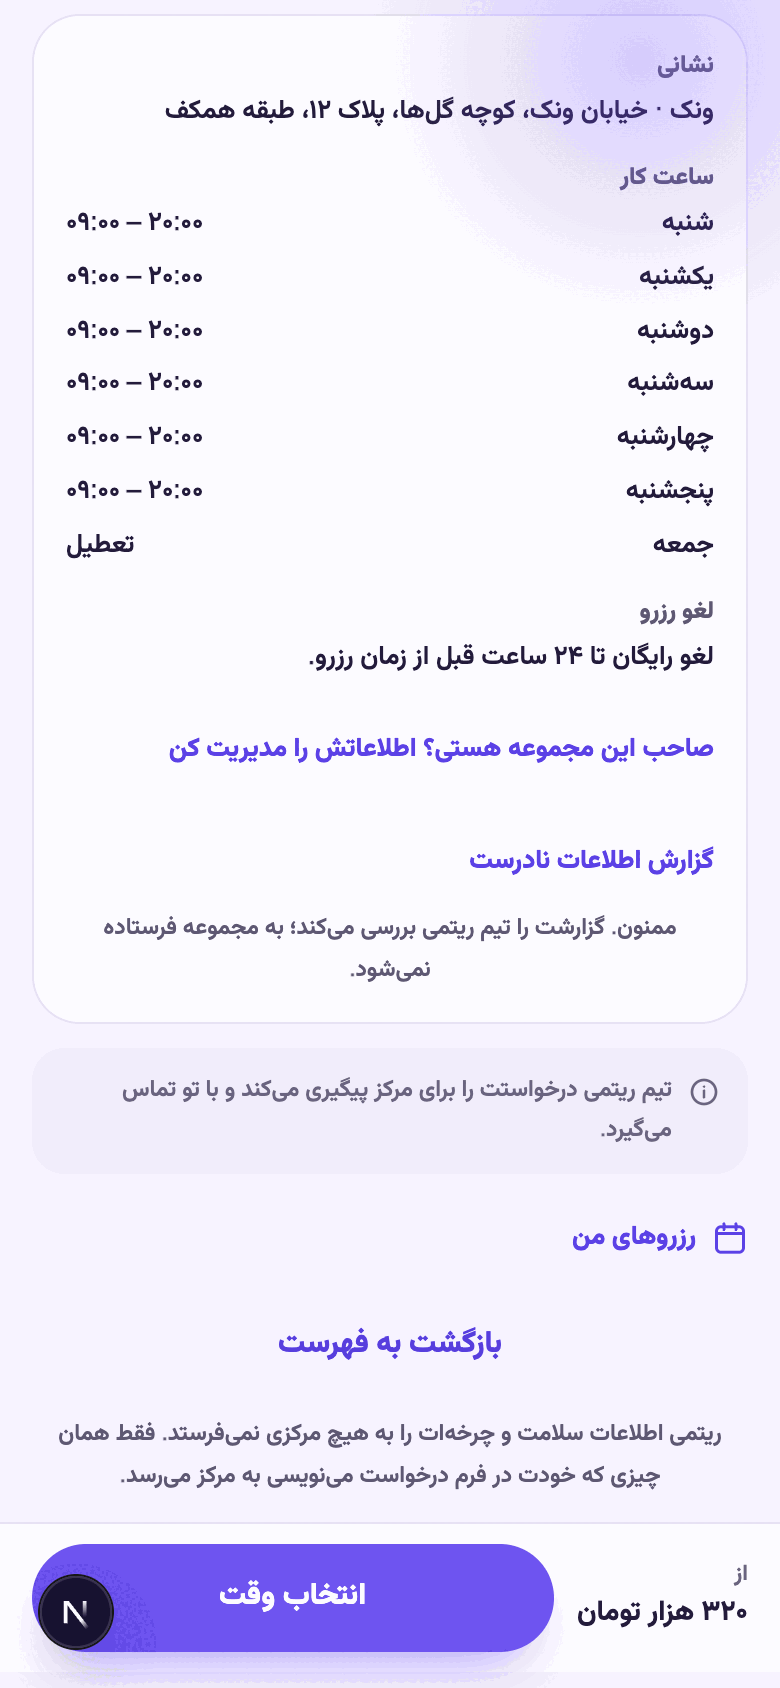 نشانی
ونک · خیابان ونک، کوچه گل‌ها، پلاک ۱۲، طبقه همکف
ساعت کار
شنبه ۰۹:۰۰ – ۲۰:۰۰
یکشنبه ۰۹:۰۰ – ۲۰:۰۰
دوشنبه ۰۹:۰۰ – ۲۰:۰۰
سه‌شنبه ۰۹:۰۰ – ۲۰:۰۰
چهارشنبه ۰۹:۰۰ – ۲۰:۰۰
پنجشنبه ۰۹:۰۰ – ۲۰:۰۰
جمعه تعطیل
لغو رزرو
لغو رایگان تا ۲۴ ساعت قبل از زمان رزرو.
صاحب این مجموعه هستی؟ اطلاعاتش را مدیریت کن
گزارش اطلاعات نادرست
ممنون. گزارشت را تیم ریتمی بررسی می‌کند؛ به مجموعه فرستاده
نمی‌شود.
تیم ریتمی درخواستت را برای مرکز پیگیری می‌کند و با تو تماس
می‌گیرد.
رزروهای من
بازگشت به فهرست
ریتمی اطلاعات سلامت و چرخه‌ات را به هیچ مرکزی نمی‌فرستد. فقط همان
چیزی که خودت در فرم درخواست می‌نویسی به مرکز می‌رسد.
از
۳۲۰ هزار تومان
انتخاب وقت
N